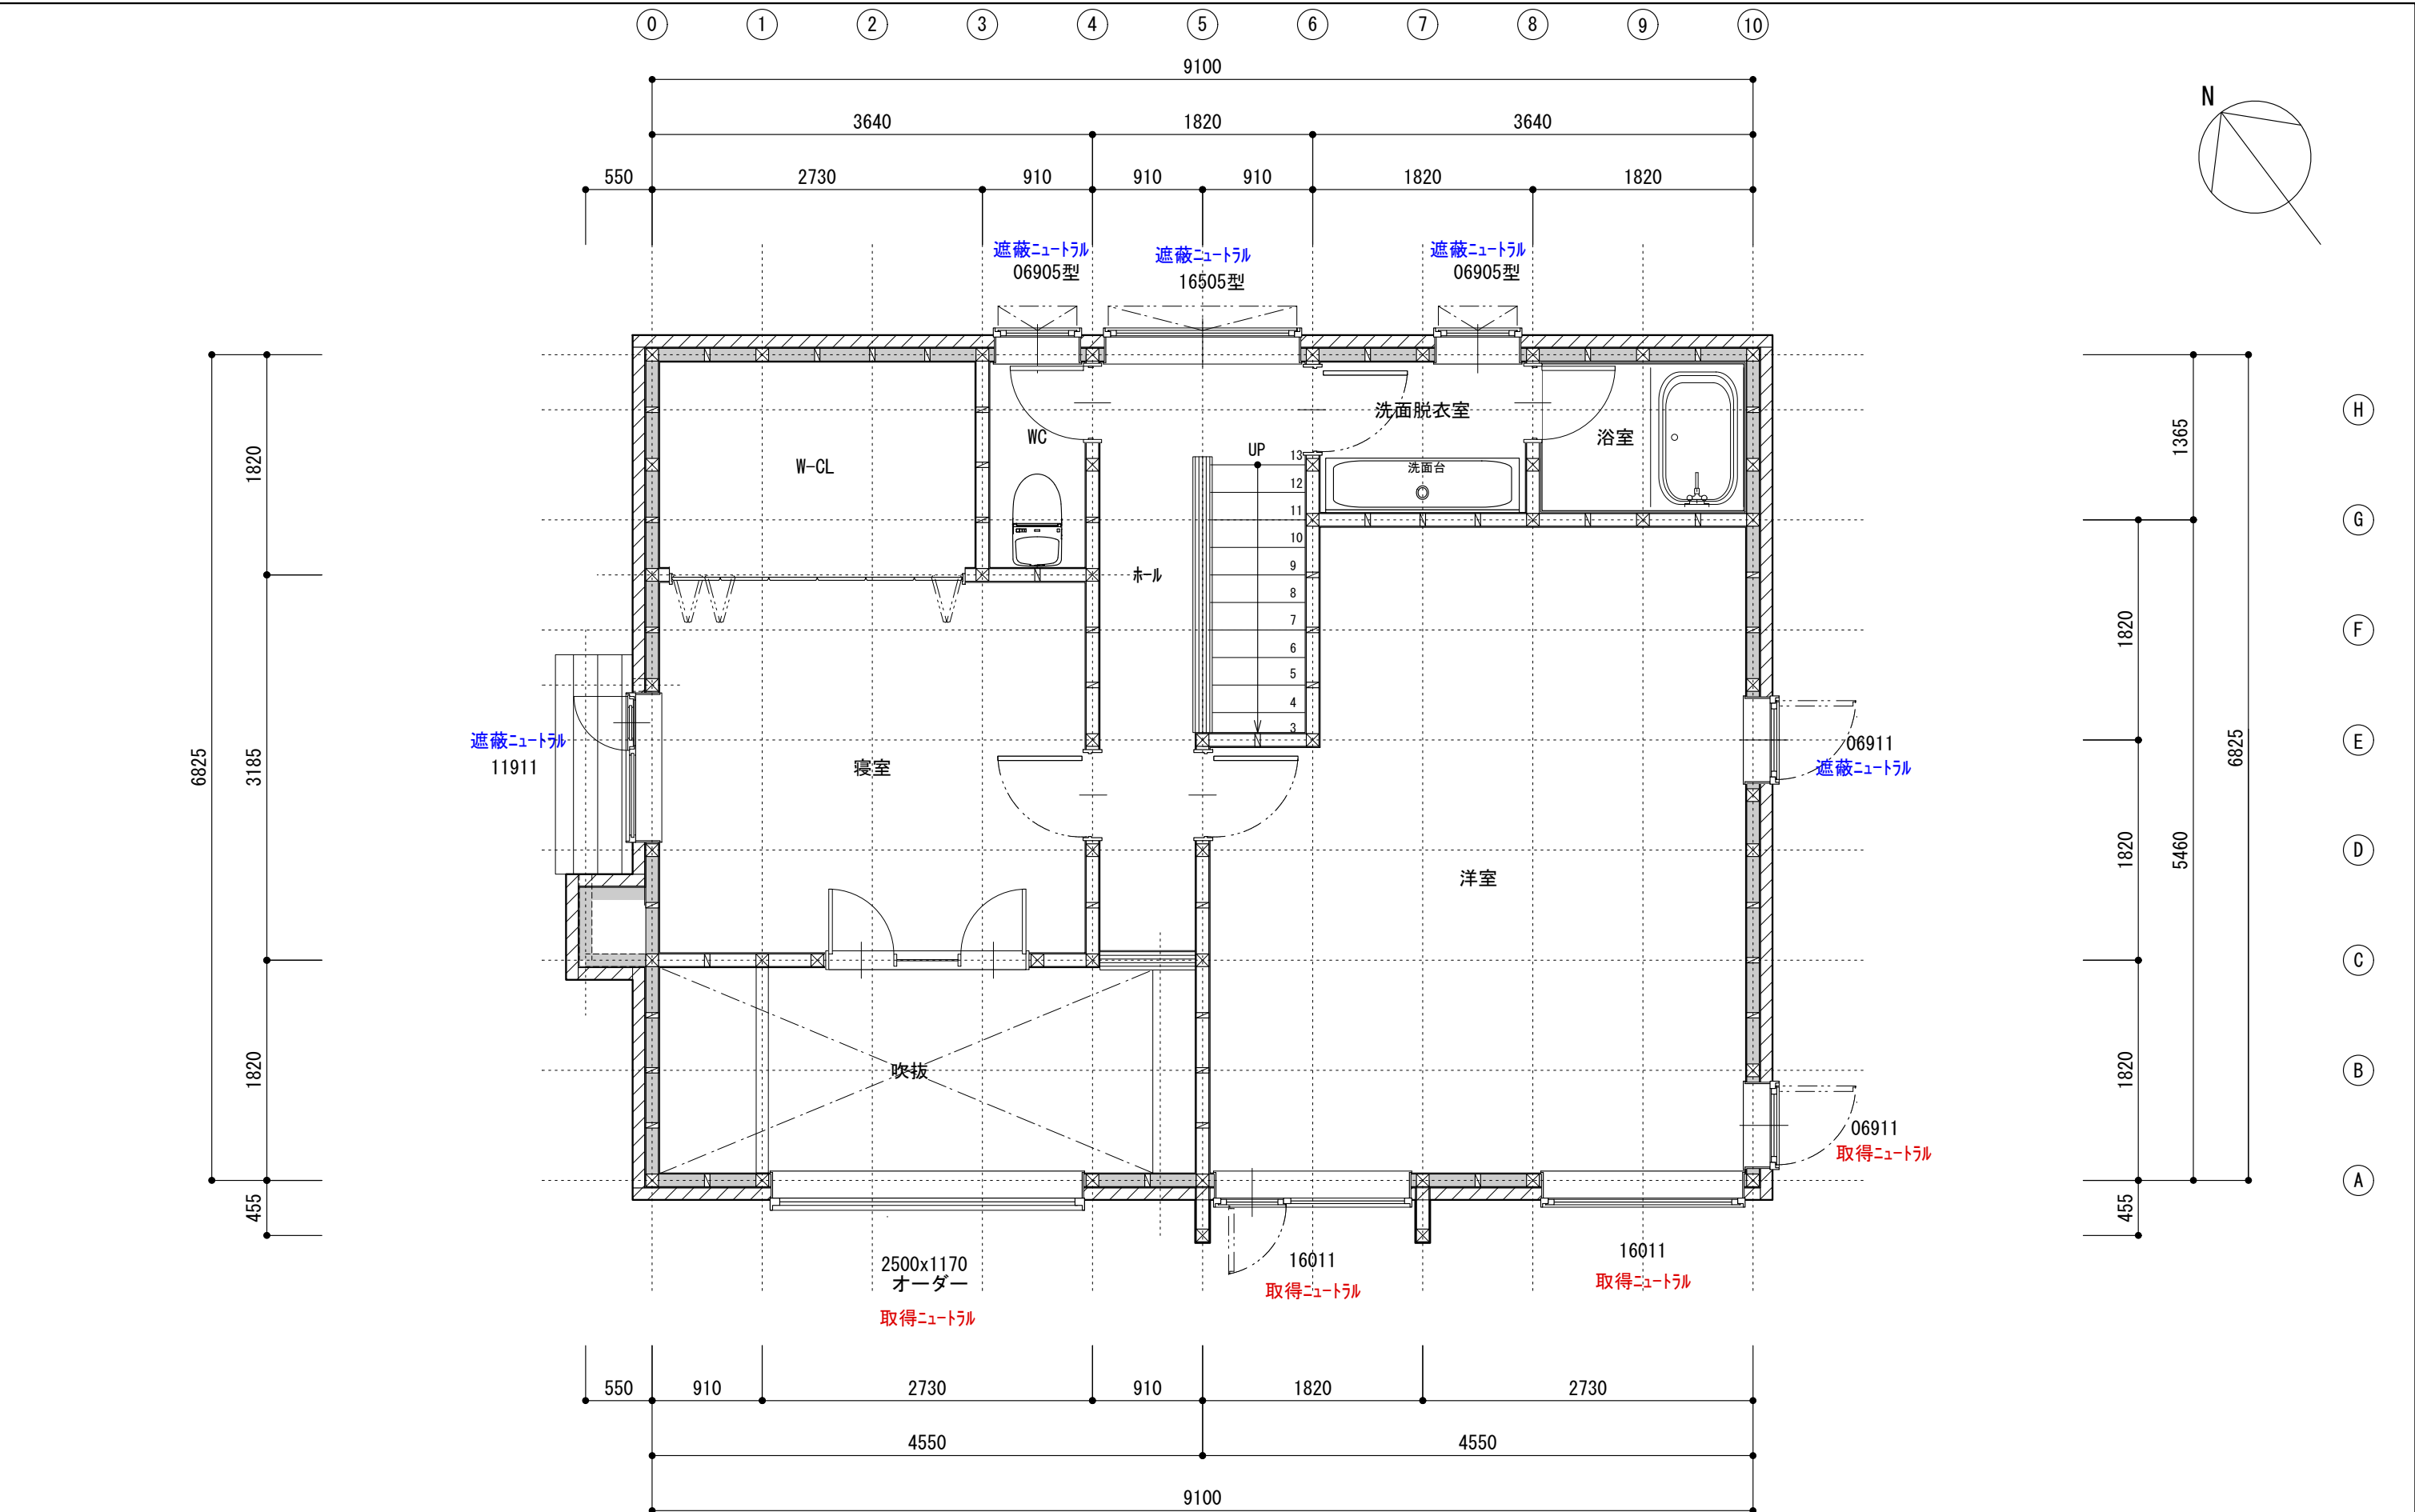 0 1 2 3 4 5 6 7 8 9 10
9100
N
3640 1820 3640
550 2730 910 910 910 1820 1820
遮蔽ニュートラル 遮蔽ニュートラル 遮蔽ニュートラル
06905型 16505型 06905型
H
1820
1365
洗面脱衣室
WC
浴室
UP
W-CL
洗面台
13
12
11
10
9
8
7
6
5
4
3
G
ホール
F
1820
6825
3185
遮蔽ニュートラル
11911
寝室
06911
遮蔽ニュートラル
E
6825
D
1820
5460
洋室
C
1820
吹抜
B
1820
06911
取得ニュートラル
A
455
455
2500x1170
オーダー
取得ニュートラル
16011
取得ニュートラル
16011
取得ニュートラル
550 910 2730 910 1820 2730
4550 4550
9100